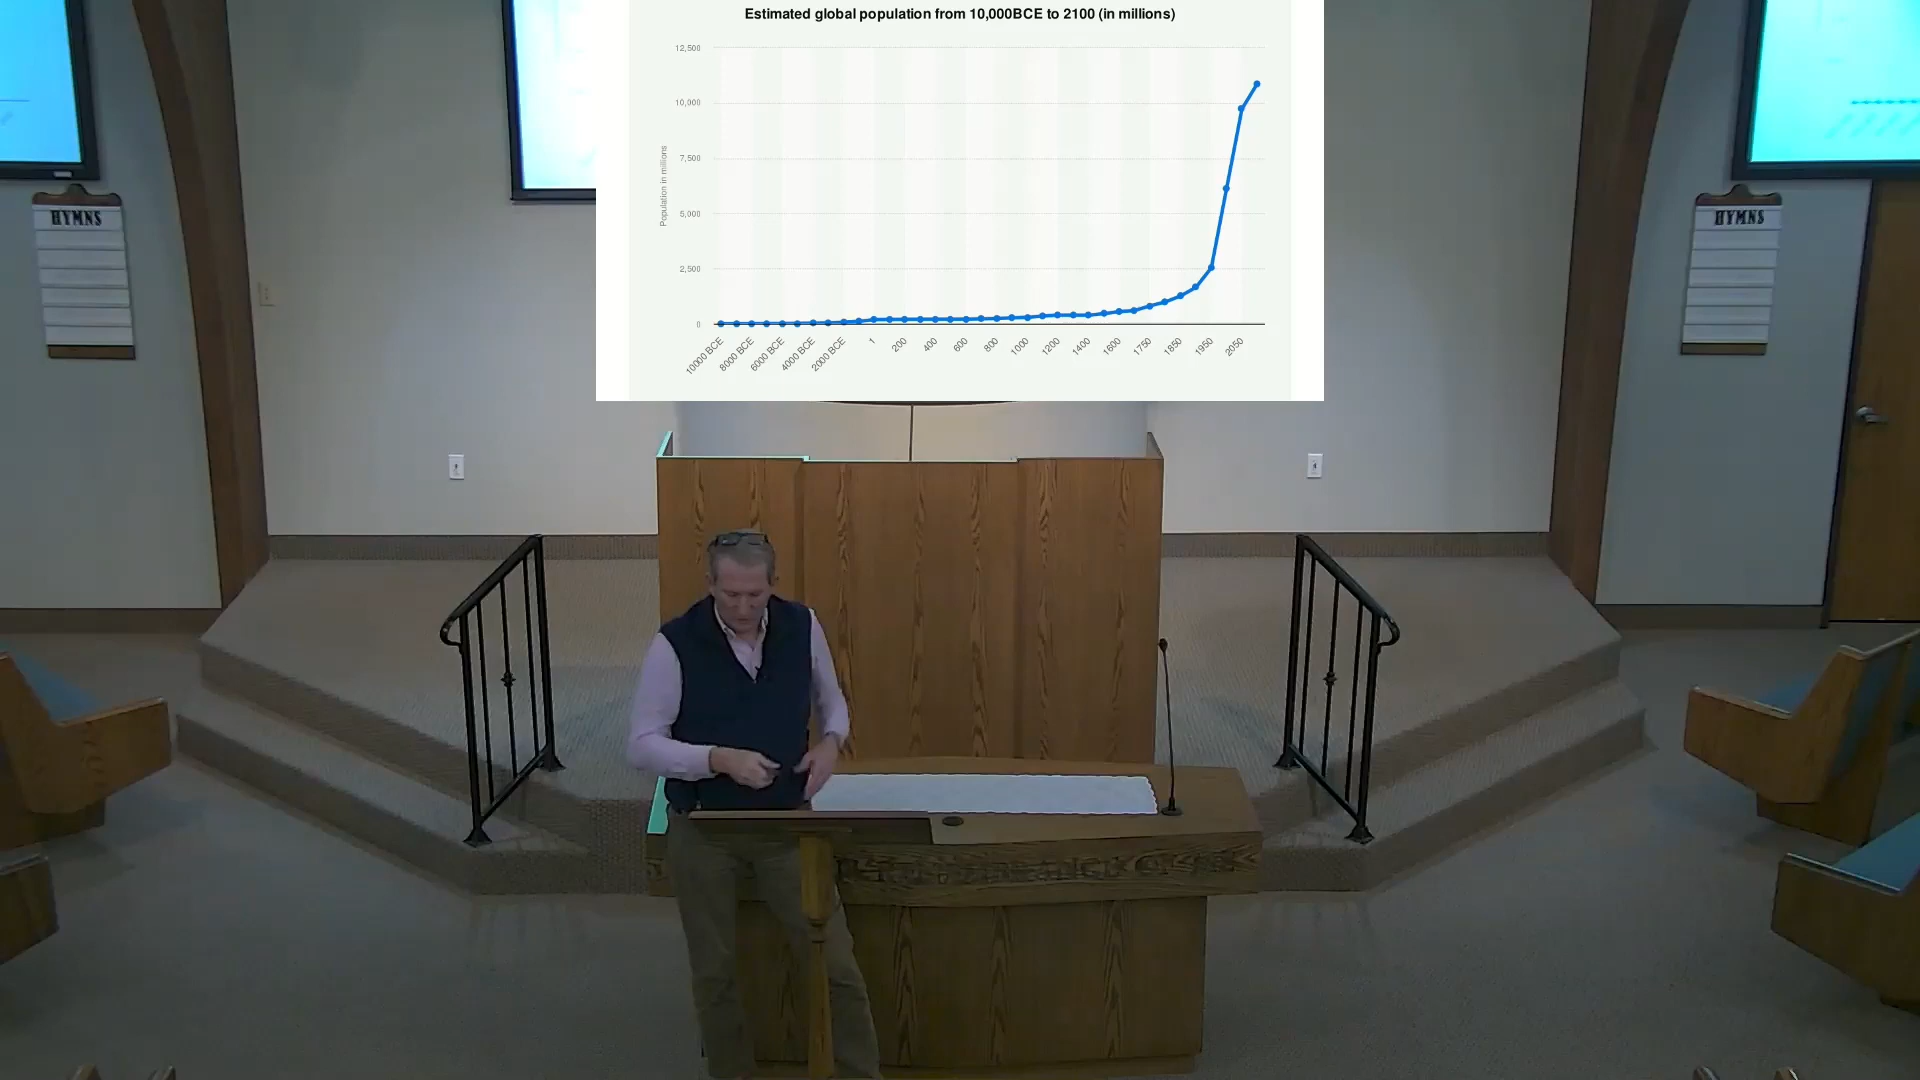 Estimated global population from 10,000BCE to 2100 (in millions)
12,500
10,000
7,500
5,000
2,500
0
Population in millions
10000 BCE
8000 BCE
6000 BCE
4000 BCE
2000 BCE
1
200
400
600
800
1000
1200
1400
1600
1750
1850
1950
2050
HYMNS
HYMNS